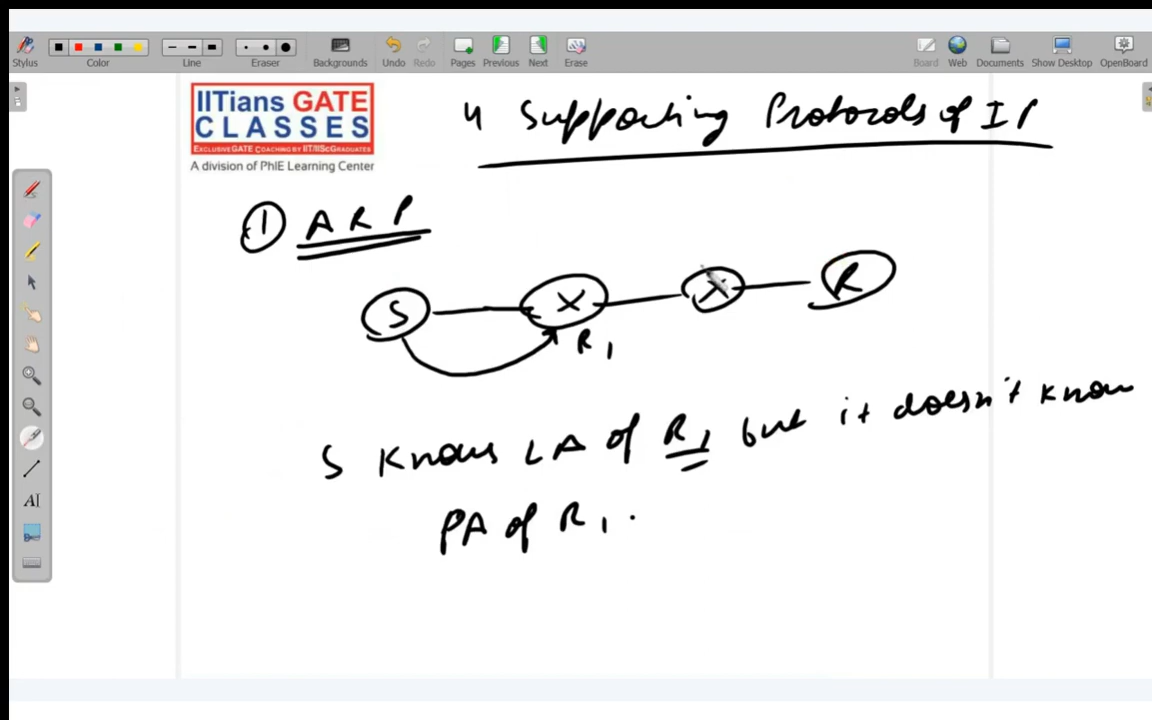 Stylus
Color
Line
Eraser
Backgrounds
Undo
Redo
Pages
Previous
Next
Erase
Board
Web
Documents
Show Desktop
OpenBoard
IITians GATE
CLASSES
EXCLUSIVE GATE COACHING BY IIT/IISc GRADUATES
A division of PhIE Learning Center
4 Supporting Protocols of IP
① ARP
S X X R
R1
S Knows LA of R1 but it doesn't know
PA of R1.
AI